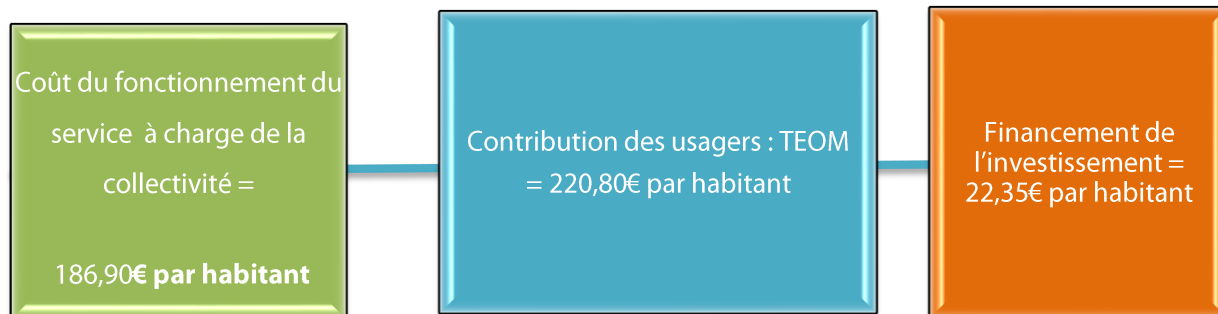 Coût du fonctionnement du
service à charge de la
collectivité =
186,90€ par habitant
Contribution des usagers : TEOM
= 220,80€ par habitant
Financement de
l'investissement =
22,35€ par habitant